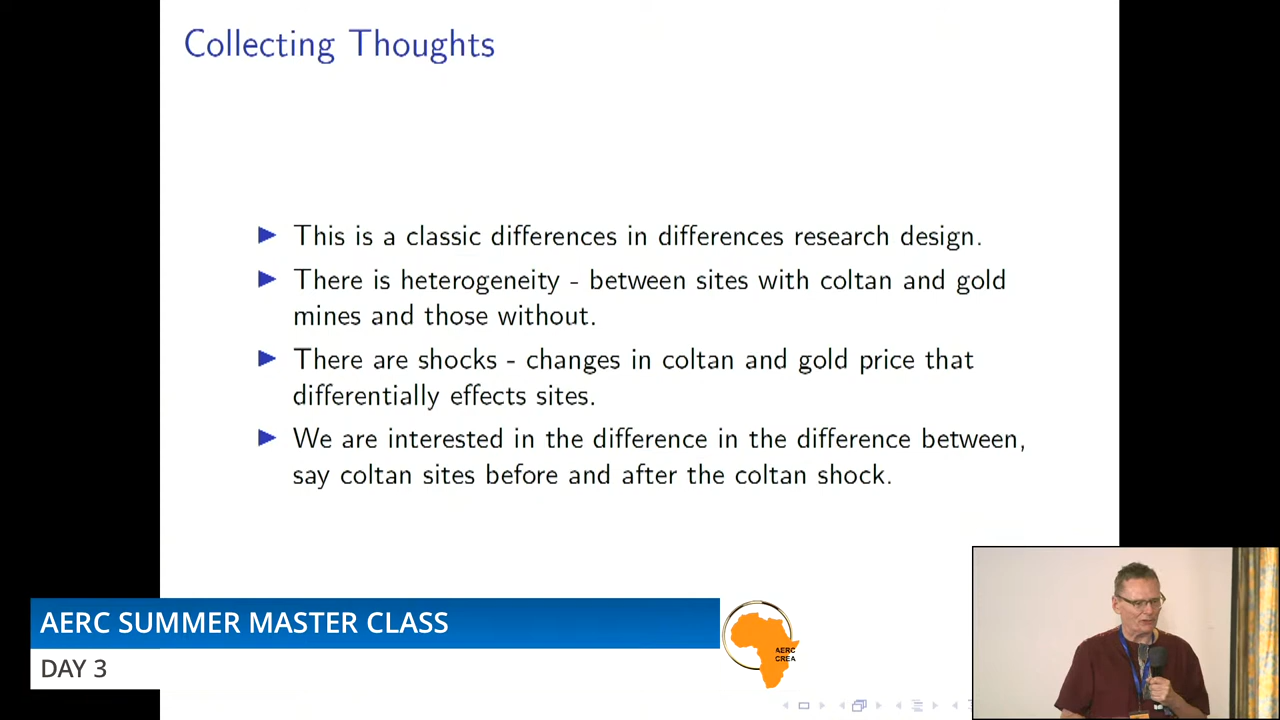 Collecting Thoughts
This is a classic differences in differences research design.
There is heterogeneity - between sites with coltan and gold
mines and those without.
There are shocks - changes in coltan and gold price that
differentially effects sites.
We are interested in the difference in the difference between,
say coltan sites before and after the coltan shock.
AERC SUMMER MASTER CLASS
DAY 3
AERC
CREA